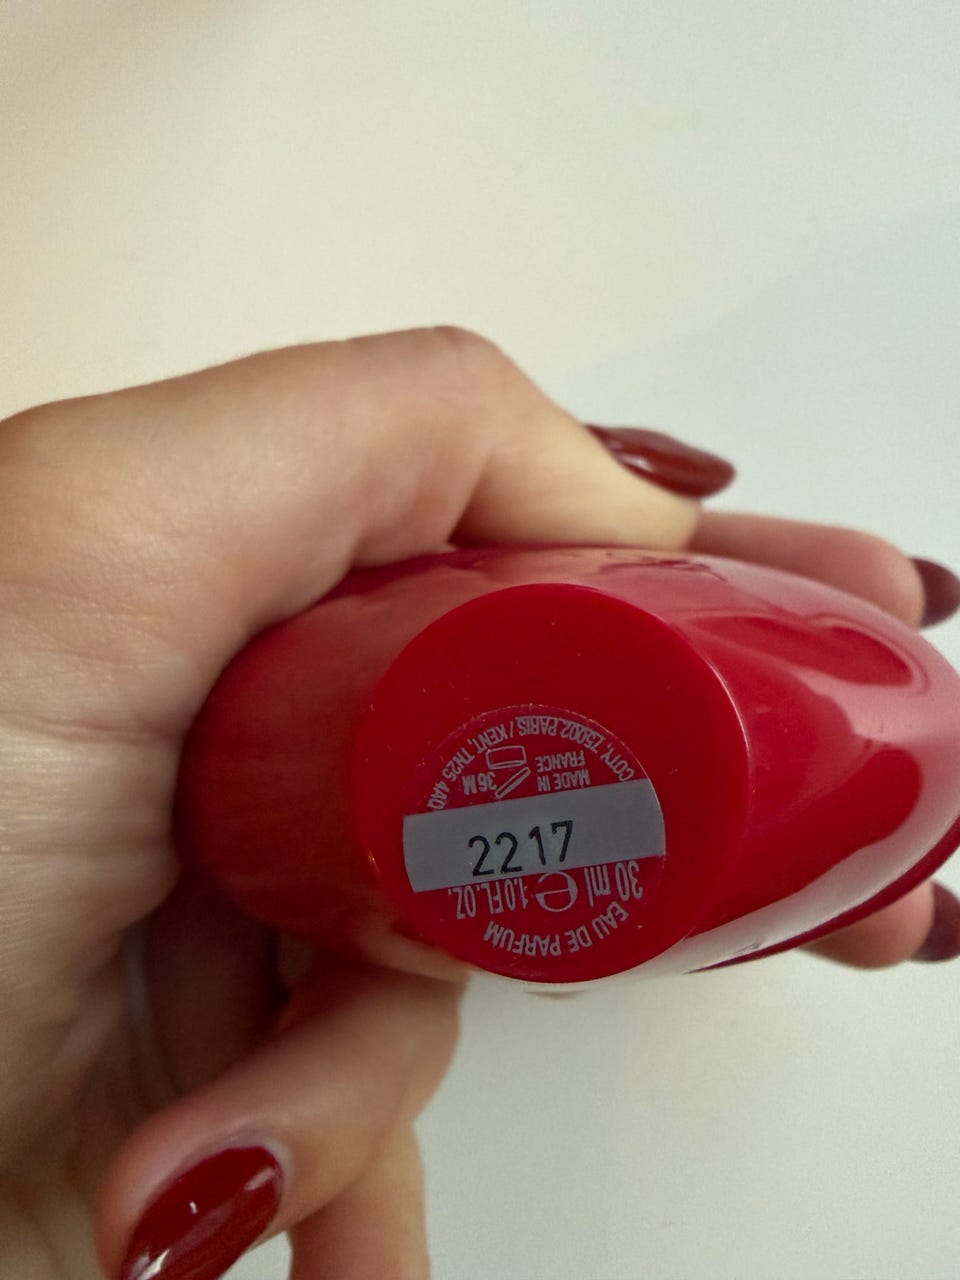 COTY, 75002 PARIS / KENT, TN25 4AQ
MADE IN
FRANCE
36 M
2217
30 ml e 1.0 FL.OZ.
EAU DE PARFUM